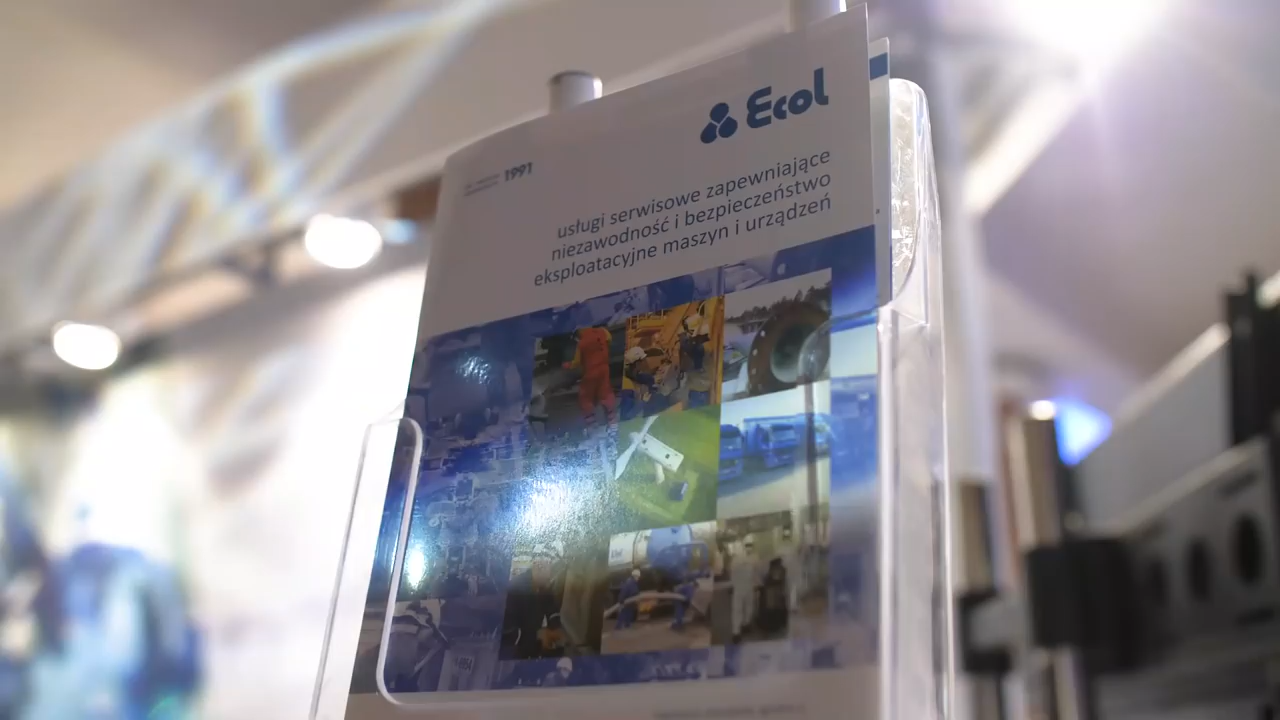 Ecol
1991
usługi serwisowe zapewniające
niezawodność i bezpieczeństwo
eksploatacyjne maszyn i urządzeń